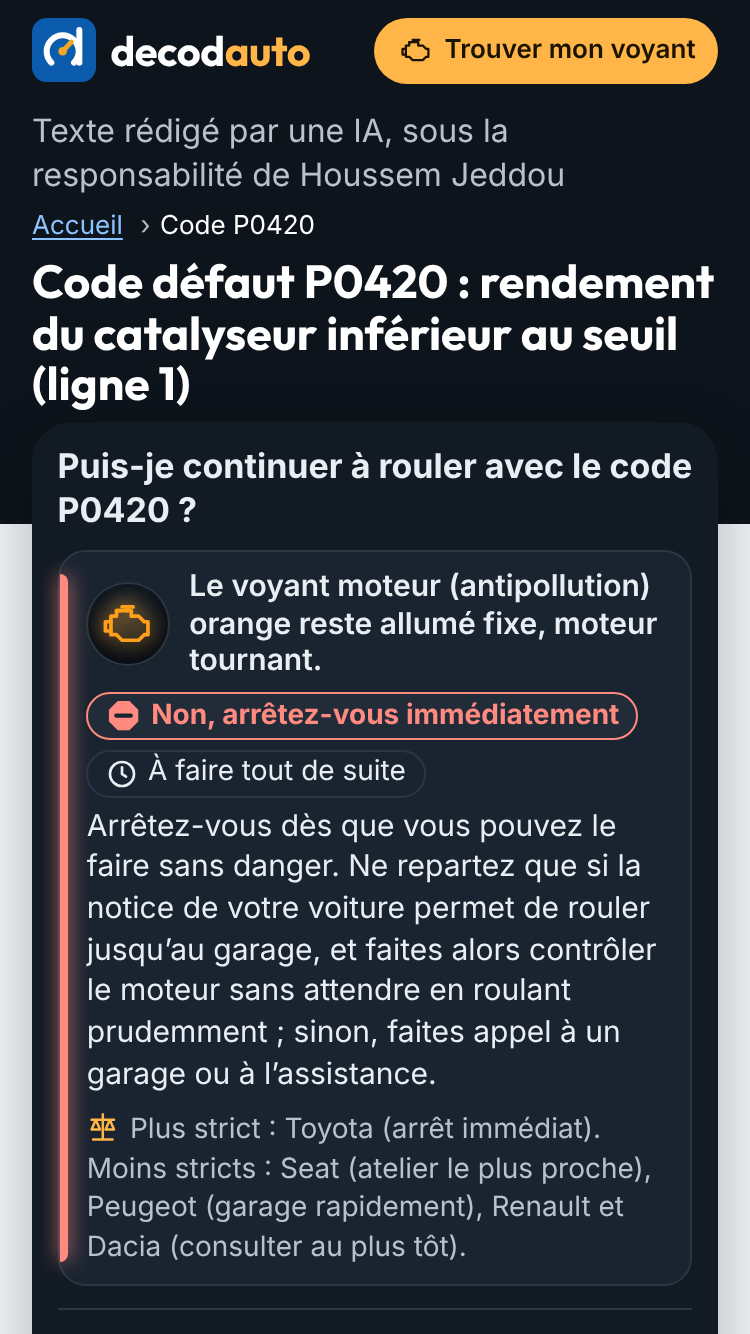 decodauto
Trouver mon voyant
Texte rédigé par une IA, sous la
responsabilité de Houssem Jeddou
Accueil › Code P0420
Code défaut P0420 : rendement
du catalyseur inférieur au seuil
(ligne 1)
Puis-je continuer à rouler avec le code
P0420 ?
Le voyant moteur (antipollution)
orange reste allumé fixe, moteur
tournant.
Non, arrêtez-vous immédiatement
À faire tout de suite
Arrêtez-vous dès que vous pouvez le
faire sans danger. Ne repartez que si la
notice de votre voiture permet de rouler
jusqu’au garage, et faites alors contrôler
le moteur sans attendre en roulant
prudemment ; sinon, faites appel à un
garage ou à l’assistance.
Plus strict : Toyota (arrêt immédiat).
Moins stricts : Seat (atelier le plus proche),
Peugeot (garage rapidement), Renault et
Dacia (consulter au plus tôt).